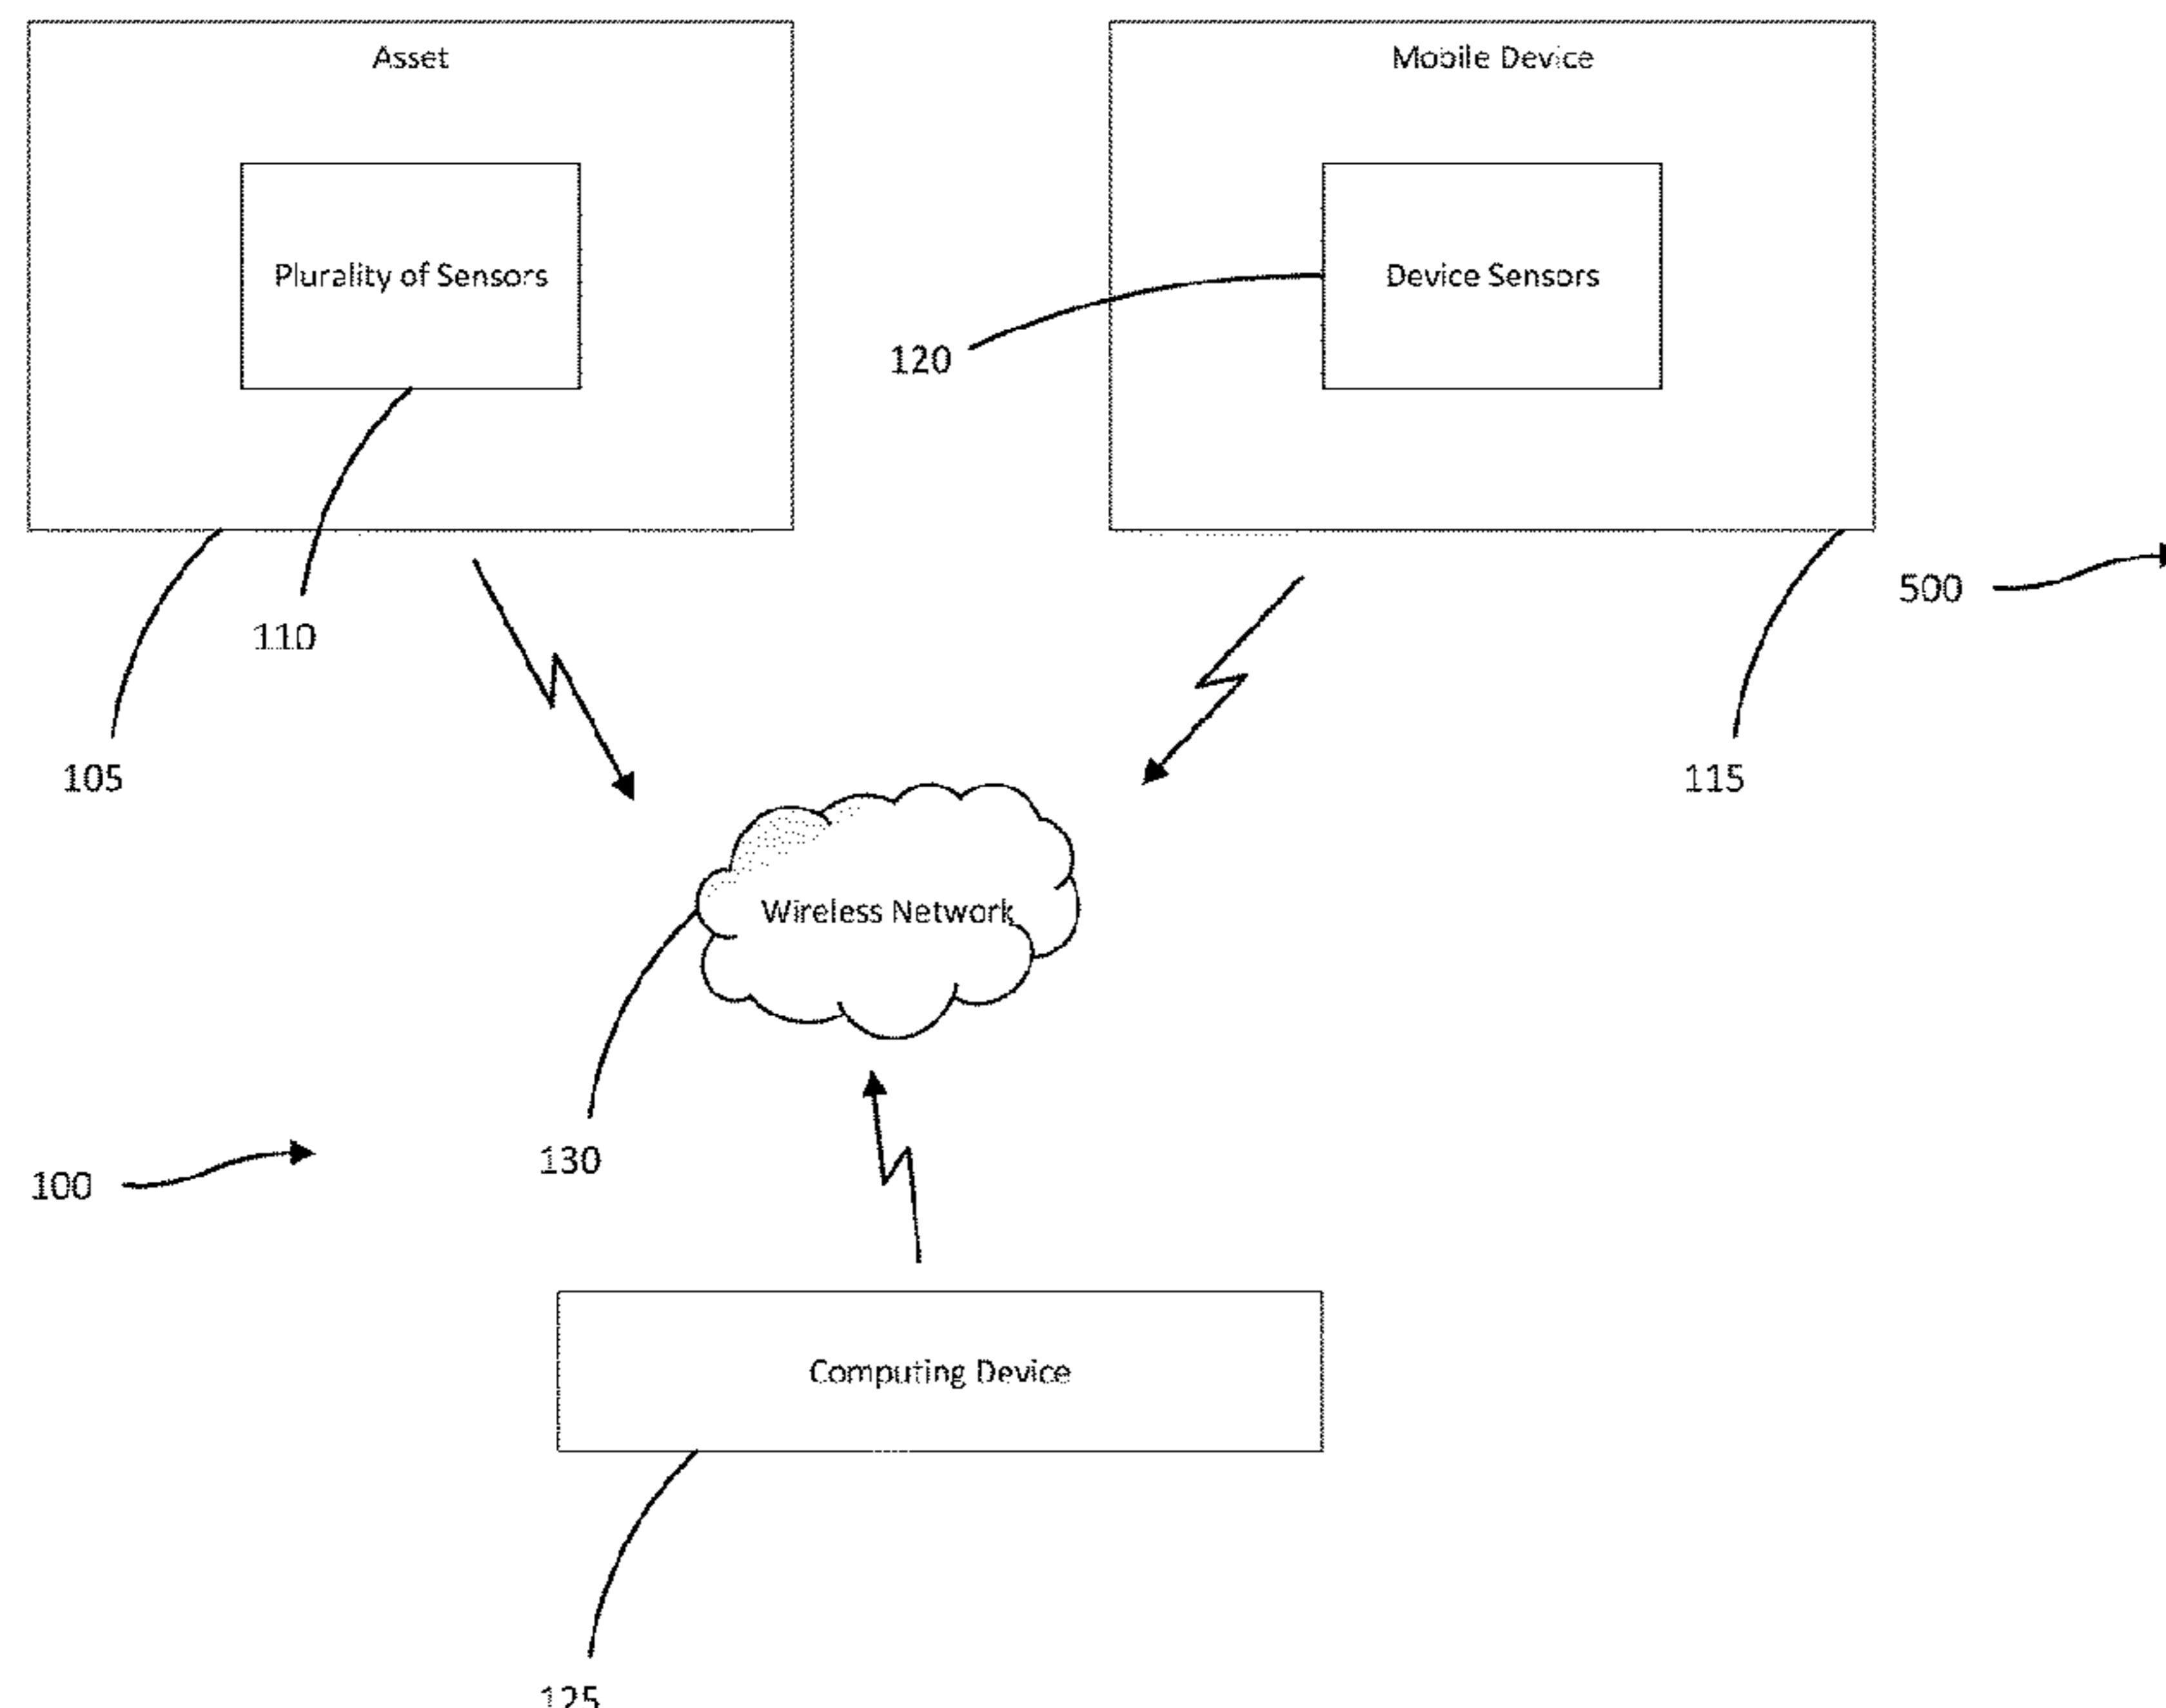 Asset
Mobile Device
Plurality of Sensors
Device Sensors
120
500
110
105
115
Wireless Network
130
100
Computing Device
125